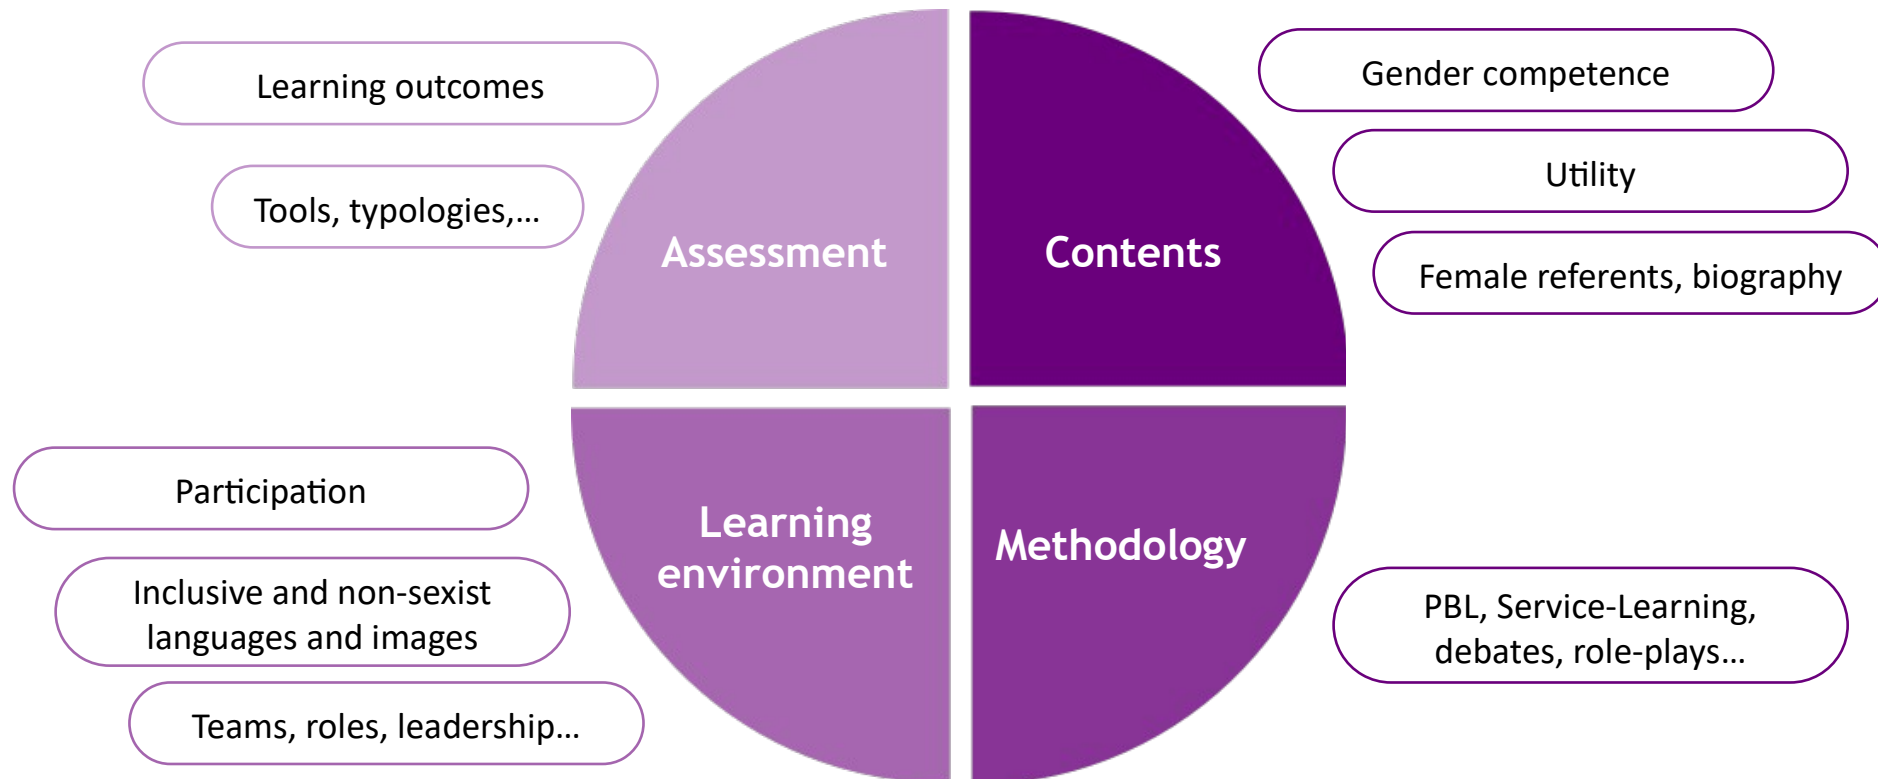 Learning outcomes
Tools, typologies,...
Assessment
Contents
Gender competence
Utility
Female referents, biography
Participation
Inclusive and non-sexist
languages and images
Teams, roles, leadership...
Learning
environment
Methodology
PBL, Service-Learning,
debates, role-plays...